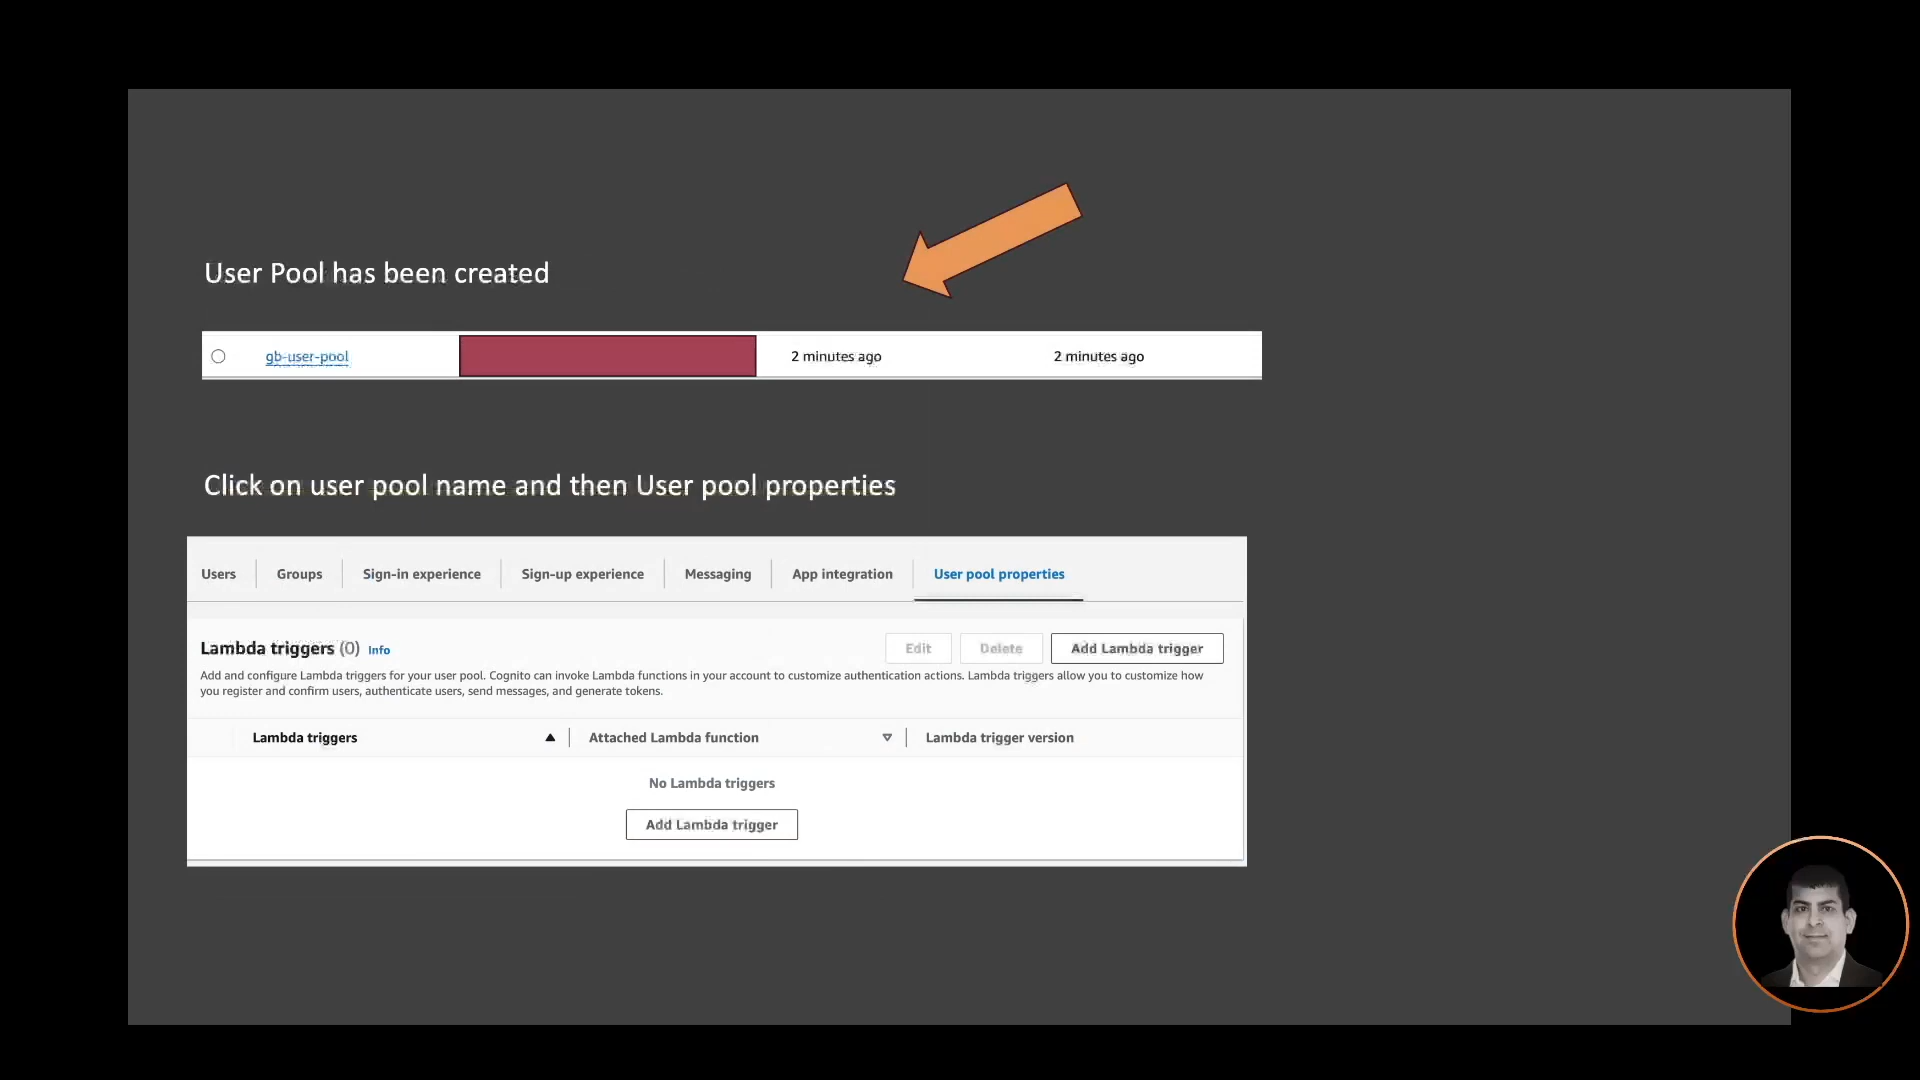 User Pool has been created
gb-user-pool 2 minutes ago 2 minutes ago
Click on user pool name and then User pool properties
Users Groups Sign-in experience Sign-up experience Messaging App integration User pool properties
Lambda triggers (0) Info Edit Delete Add Lambda trigger
Add and configure Lambda triggers for your user pool. Cognito can invoke Lambda functions in your account to customize authentication actions. Lambda triggers allow you to customize how
you register and confirm users, authenticate users, send messages, and generate tokens.
Lambda triggers Attached Lambda function Lambda trigger version
No Lambda triggers
Add Lambda trigger